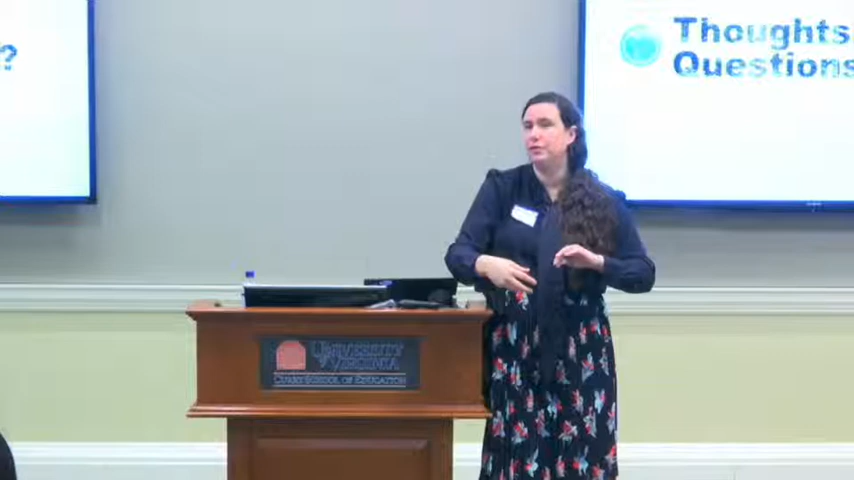 ?
Thoughts
Questions
UNIVERSITY
of VIRGINIA
CURRY SCHOOL OF EDUCATION